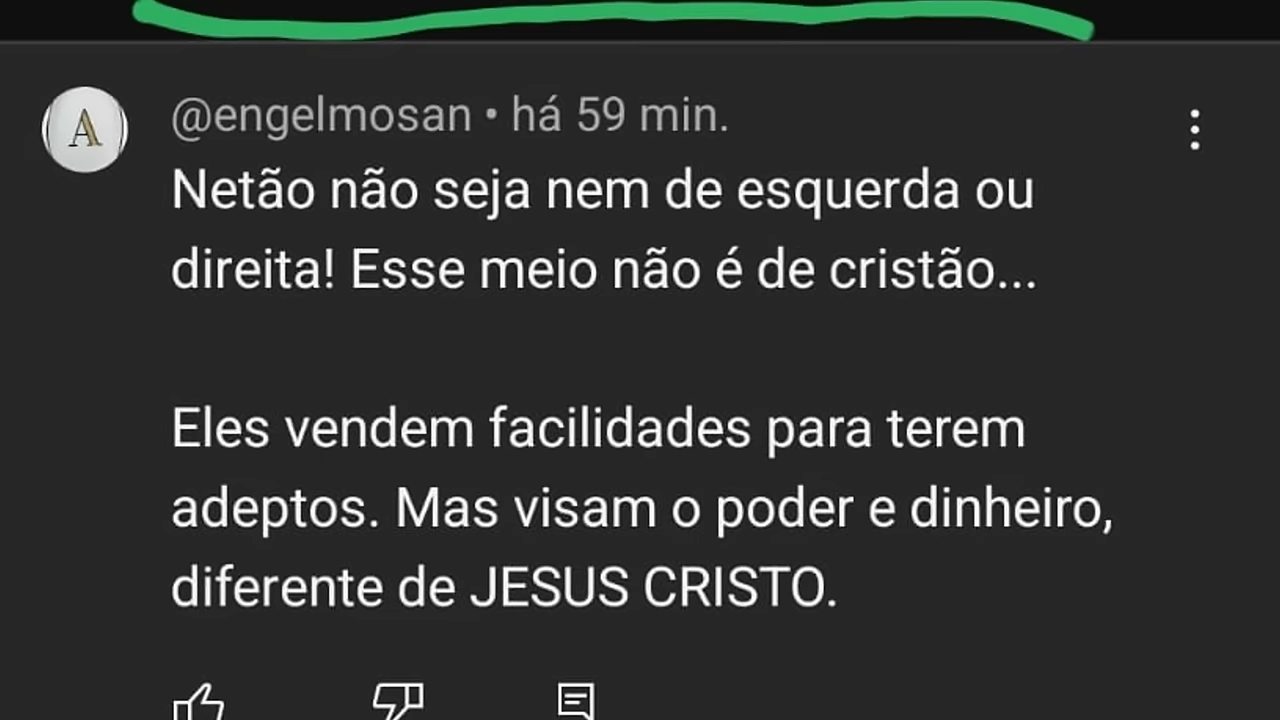 A
@engelmosan • há 59 min.
Netão não seja nem de esquerda ou
direita! Esse meio não é de cristão...
Eles vendem facilidades para terem
adeptos. Mas visam o poder e dinheiro,
diferente de JESUS CRISTO.